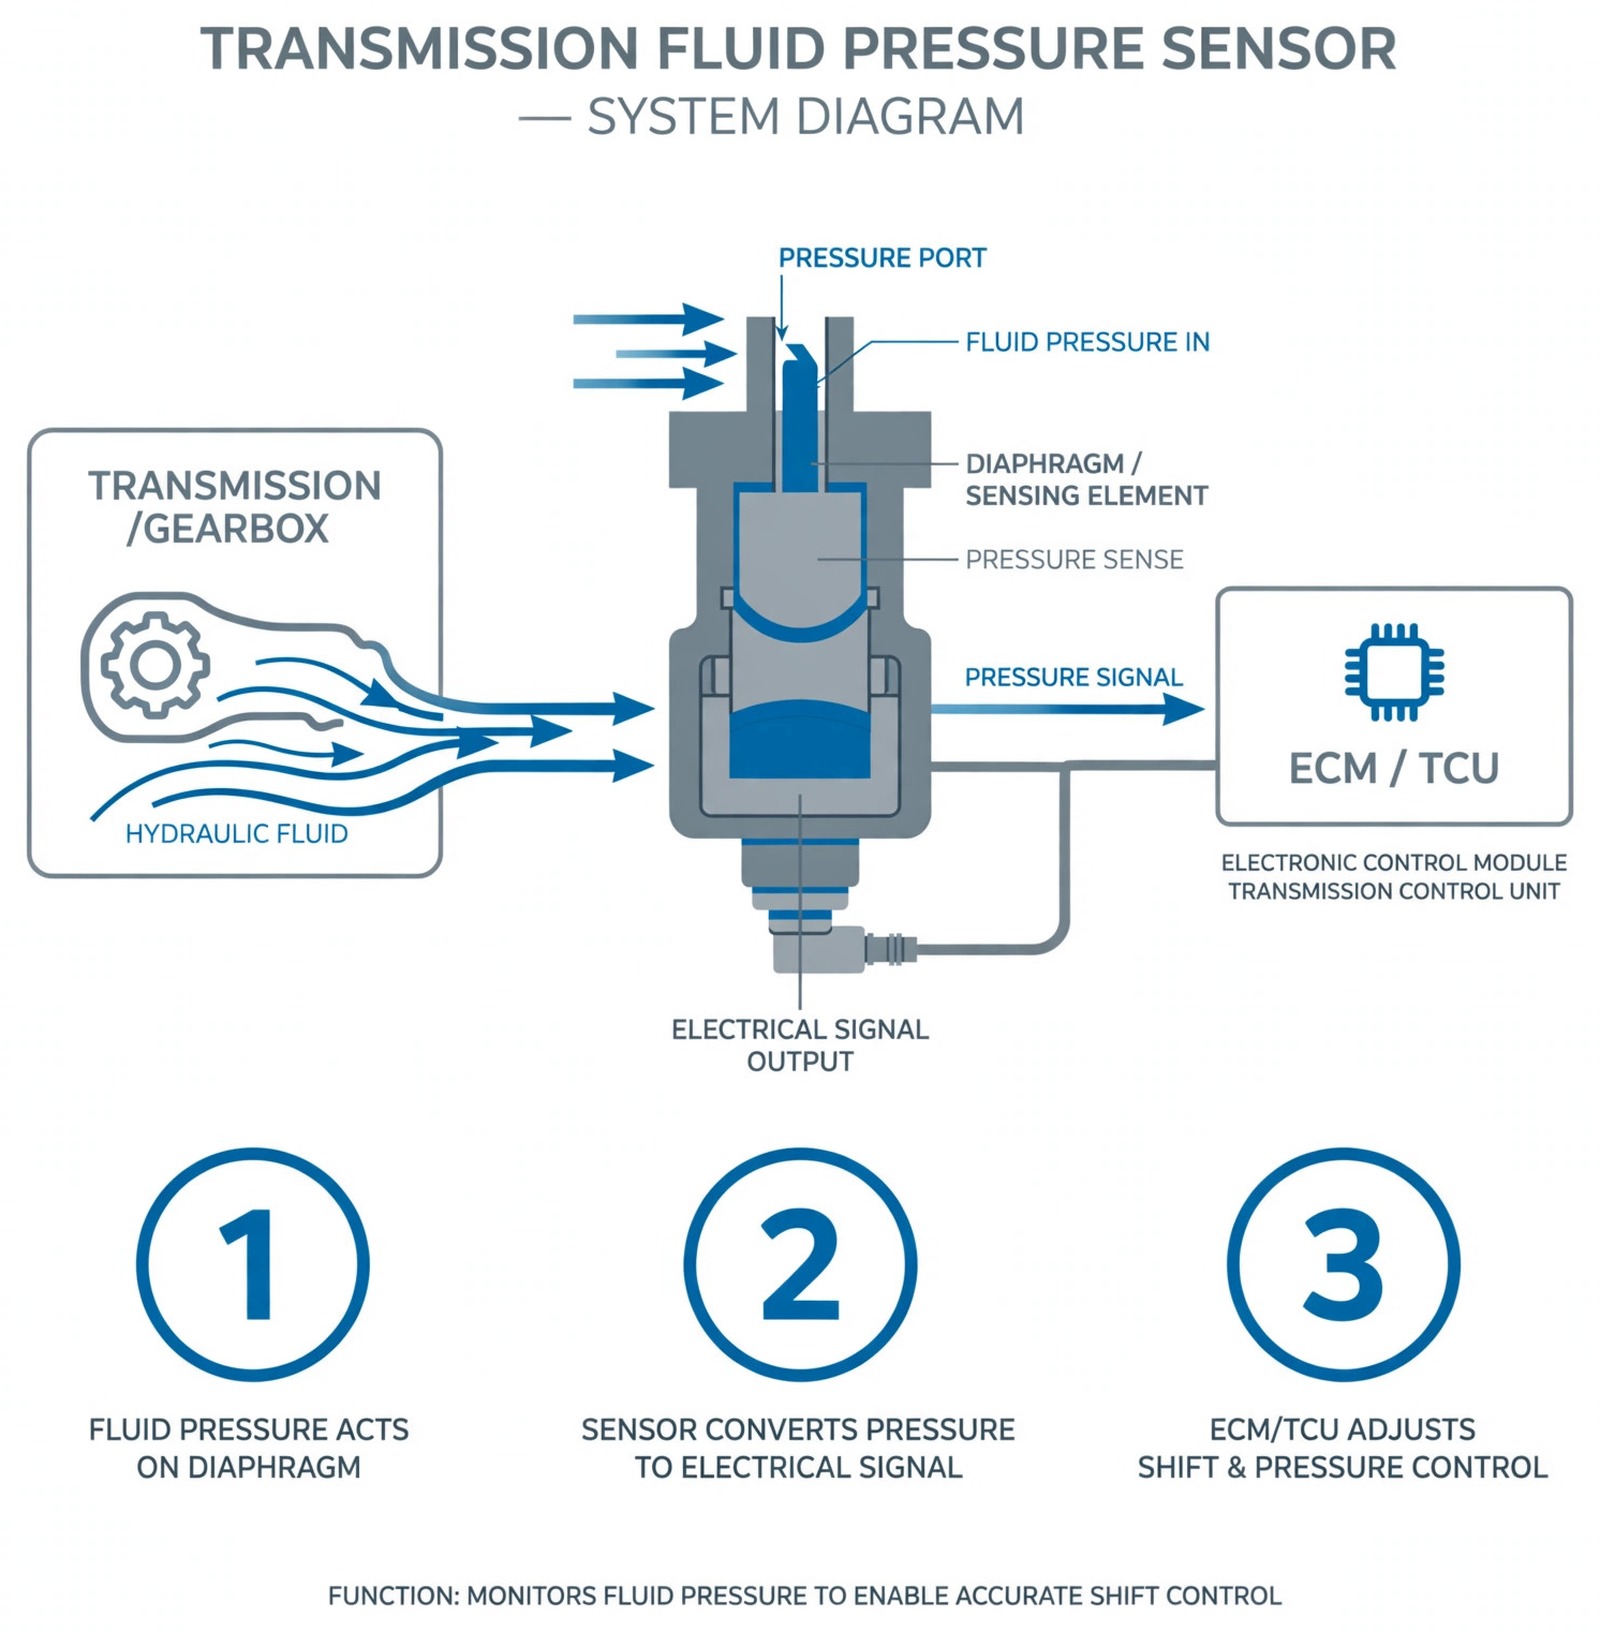 TRANSMISSION FLUID PRESSURE SENSOR
— SYSTEM DIAGRAM
PRESSURE PORT
FLUID PRESSURE IN
DIAPHRAGM /
SENSING ELEMENT
PRESSURE SENSE
TRANSMISSION
/GEARBOX
HYDRAULIC FLUID
PRESSURE SIGNAL
ECM / TCU
ELECTRONIC CONTROL MODULE
TRANSMISSION CONTROL UNIT
ELECTRICAL SIGNAL
OUTPUT
1
FLUID PRESSURE ACTS
ON DIAPHRAGM
2
SENSOR CONVERTS PRESSURE
TO ELECTRICAL SIGNAL
3
ECM/TCU ADJUSTS
SHIFT & PRESSURE CONTROL
FUNCTION: MONITORS FLUID PRESSURE TO ENABLE ACCURATE SHIFT CONTROL